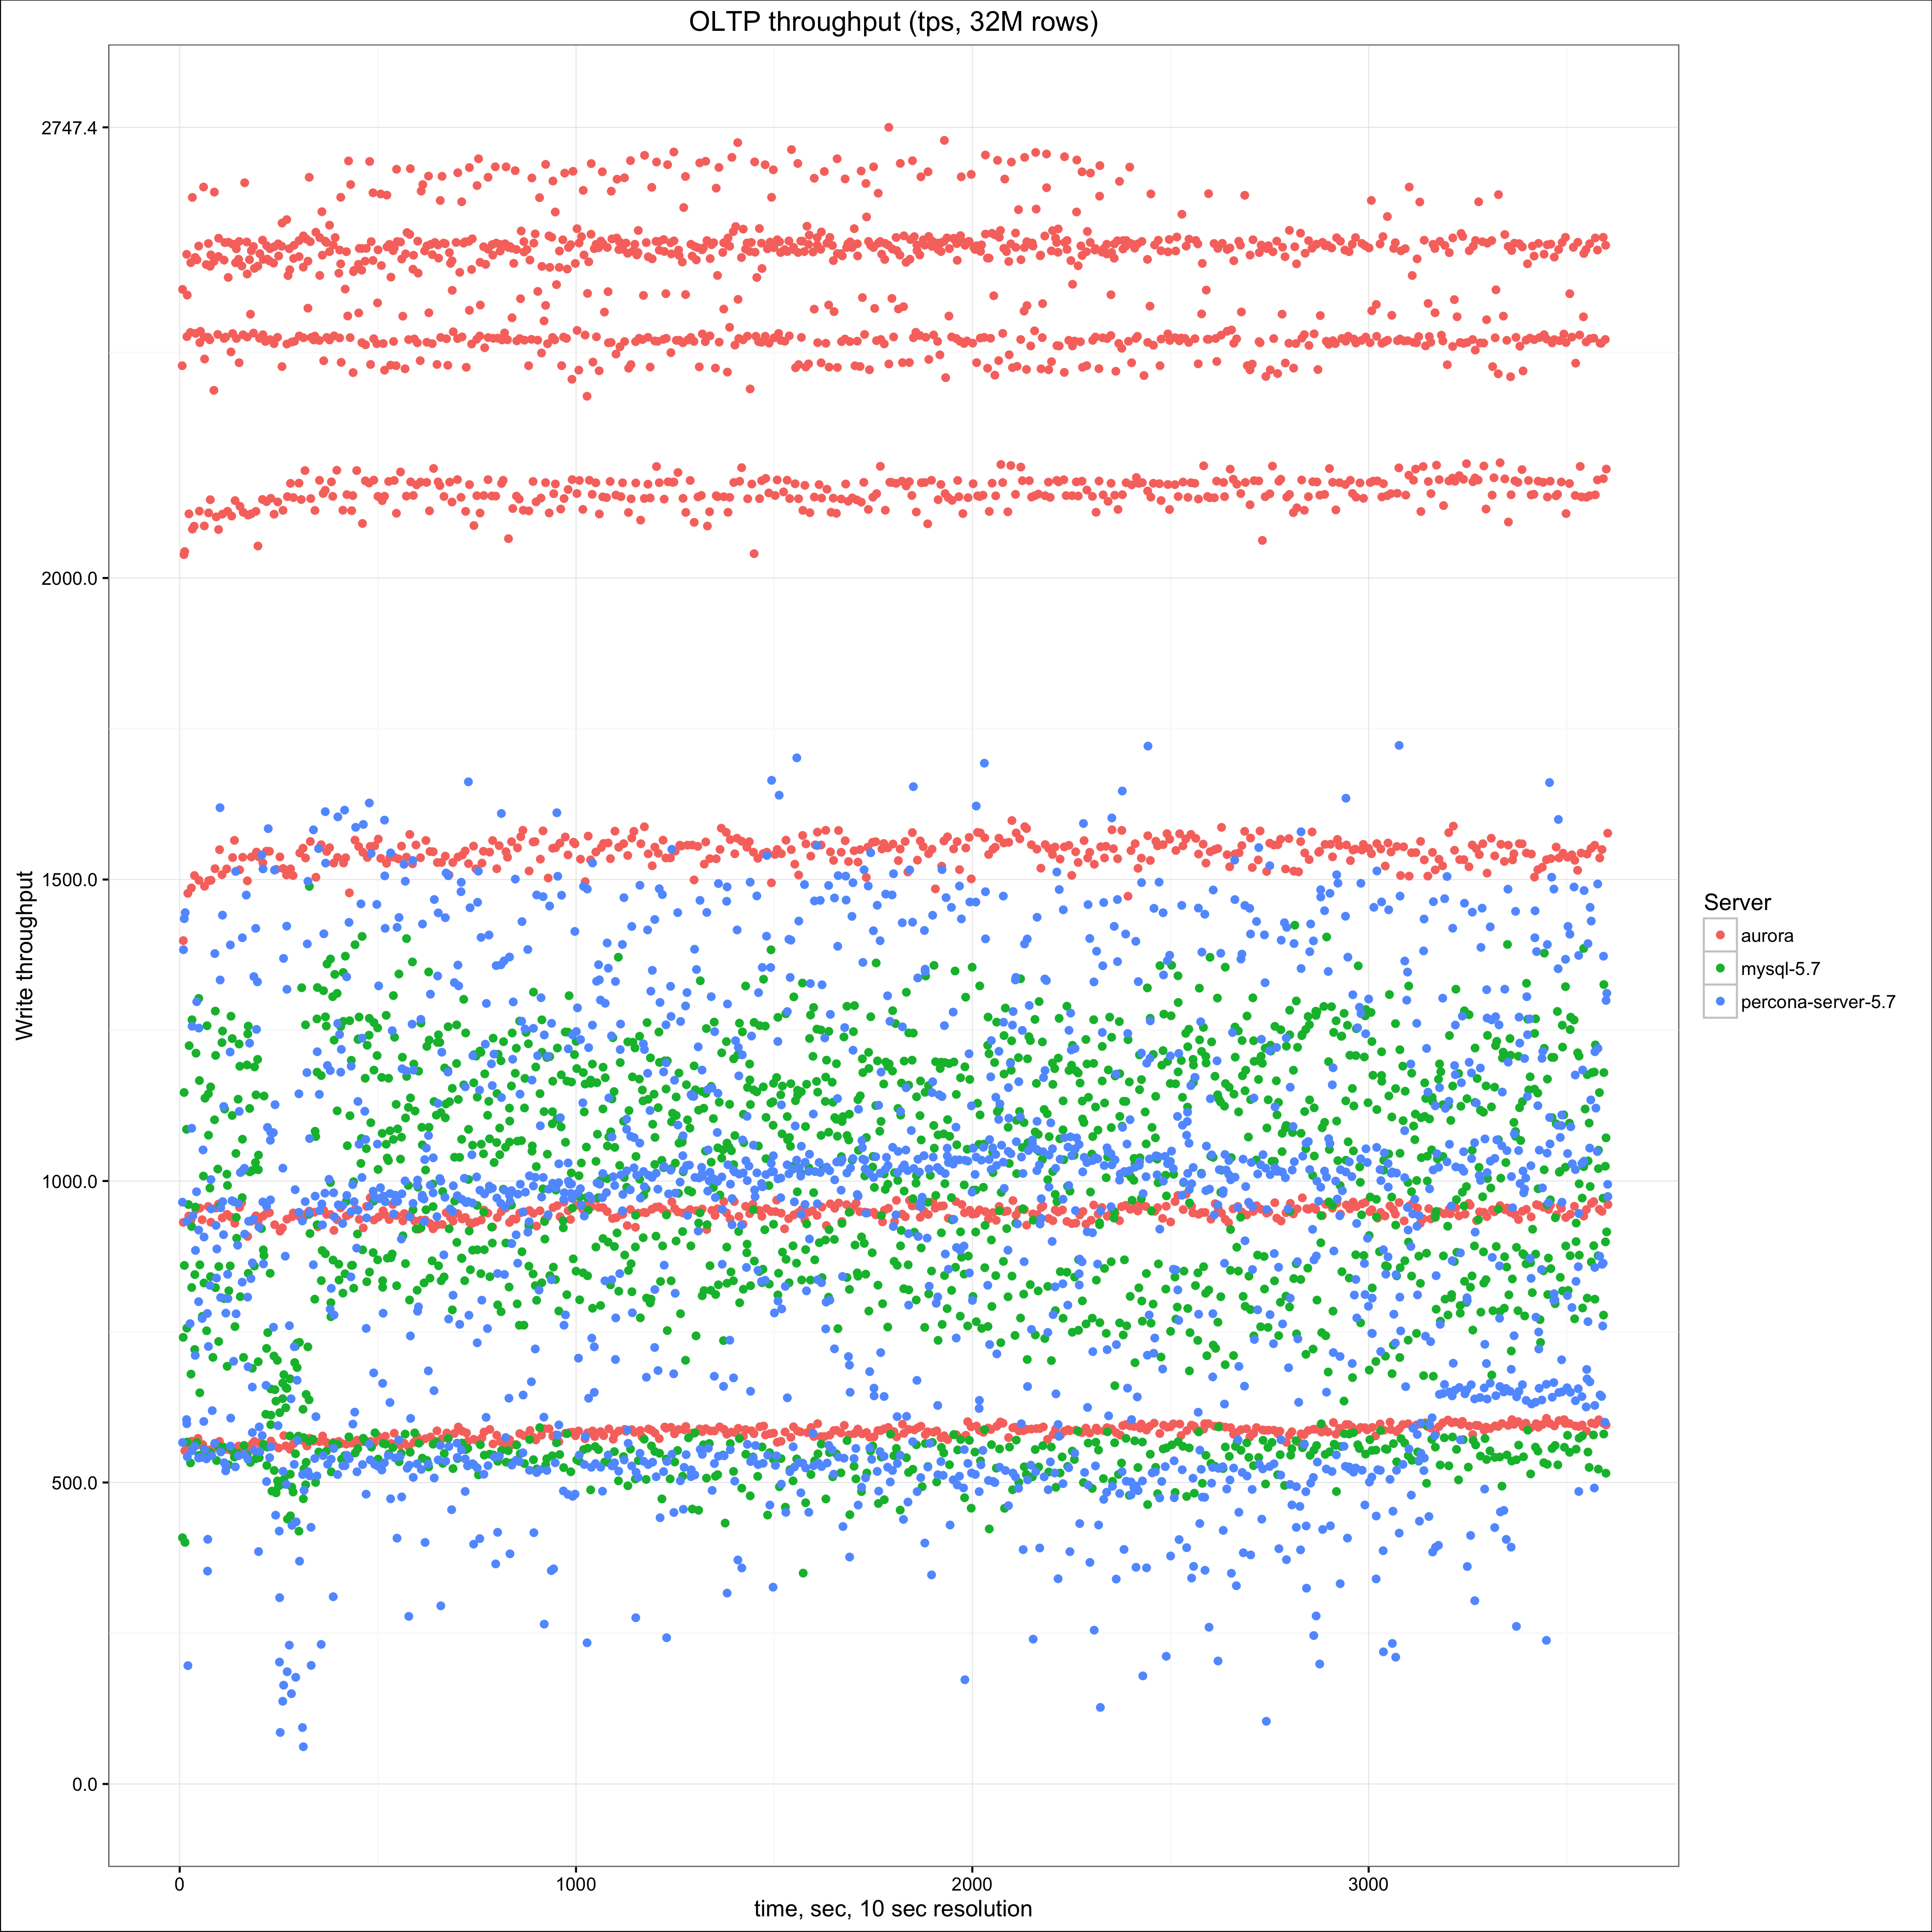 OLTP throughput (tps, 32M rows)
2747.4
2000.0
1500.0
1000.0
500.0
0.0
Write throughput
0 1000 2000 3000
time, sec, 10 sec resolution
Server
aurora
mysql-5.7
percona-server-5.7